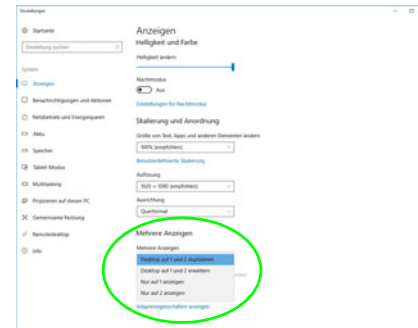 Einstellungen
Startseite
Einstellung suchen
System
Anzeigen
Benachrichtigungen und Aktionen
Netzbetrieb und Energiesparen
Akku
Speicher
Tablet-Modus
Multitasking
Projizieren auf diesen PC
Gemeinsame Nutzung
Remotedesktop
Info
Anzeigen
Helligkeit und Farbe
Helligkeit ändern
Nachtmodus
Aus
Einstellungen für Nachtmodus
Skalierung und Anordnung
Größe von Text, Apps und anderen Elementen ändern
100% (empfohlen)
Benutzerdefinierte Skalierung
Auflösung
1920 × 1080 (empfohlen)
Ausrichtung
Querformat
Mehrere Anzeigen
Mehrere Anzeigen
Desktop auf 1 und 2 duplizieren
Desktop auf 1 und 2 erweitern
Nur auf 1 anzeigen
Nur auf 2 anzeigen
Adaptereigenschaften anzeigen